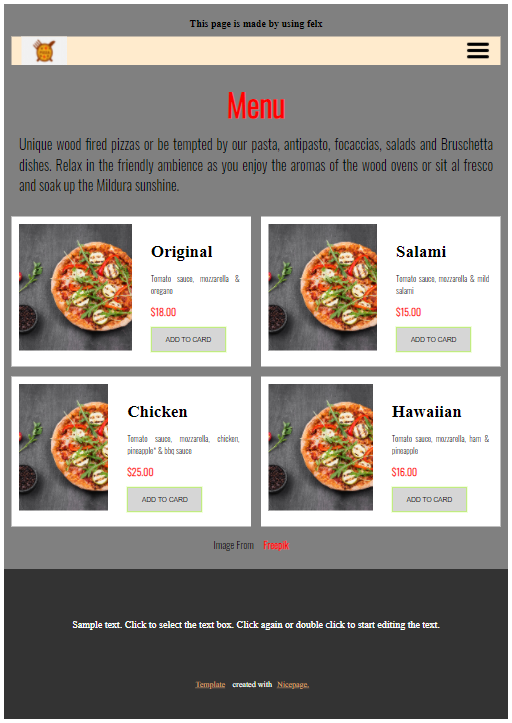 This page is made by using felx
Menu
Unique wood fired pizzas or be tempted by our pasta, antipasto, focaccias, salads and Bruschetta
dishes. Relax in the friendly ambience as you enjoy the aromas of the wood ovens or sit al fresco
and soak up the Mildura sunshine.
Original
Tomato sauce, mozzarella &
oregano
$18.00
ADD TO CARD
Salami
Tomato sauce, mozzarella & mild
salami
$15.00
ADD TO CARD
Chicken
Tomato sauce, mozzarella, chicken,
pineapple* & bbq sauce
$25.00
ADD TO CARD
Hawaiian
Tomato sauce, mozzarella, ham &
pineapple
$16.00
ADD TO CARD
Image From Freepik
Sample text. Click to select the text box. Click again or double click to start editing the text.
Template created with Nicepage.